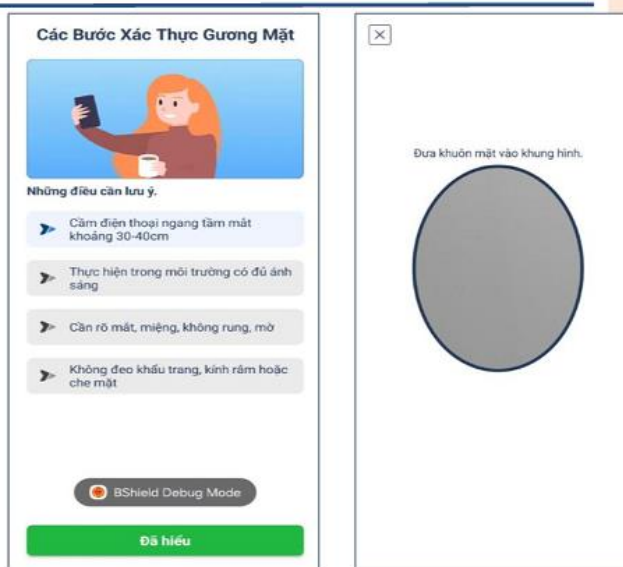 Các Bước Xác Thực Gương Mặt
Những điều cần lưu ý.
Cầm điện thoại ngang tầm mắt
khoảng 30-40cm
Thực hiện trong môi trường có đủ ánh
sáng
Cần rõ mắt, miệng, không rung, mờ
Không đeo khẩu trang, kính râm hoặc
che mặt
BShield Debug Mode
Đã hiểu
Đưa khuôn mặt vào khung hình.